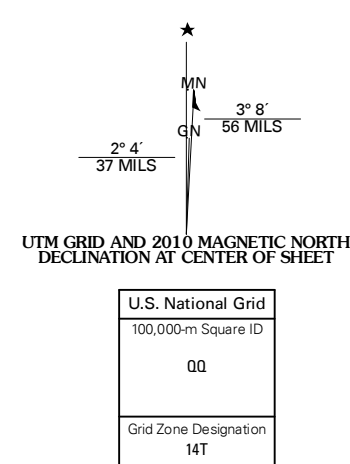 MN
3° 8´
56 MILS
GN
2° 4´
37 MILS
UTM GRID AND 2010 MAGNETIC NORTH
DECLINATION AT CENTER OF SHEET
U.S. National Grid
100,000-m Square ID
QQ
Grid Zone Designation
14T